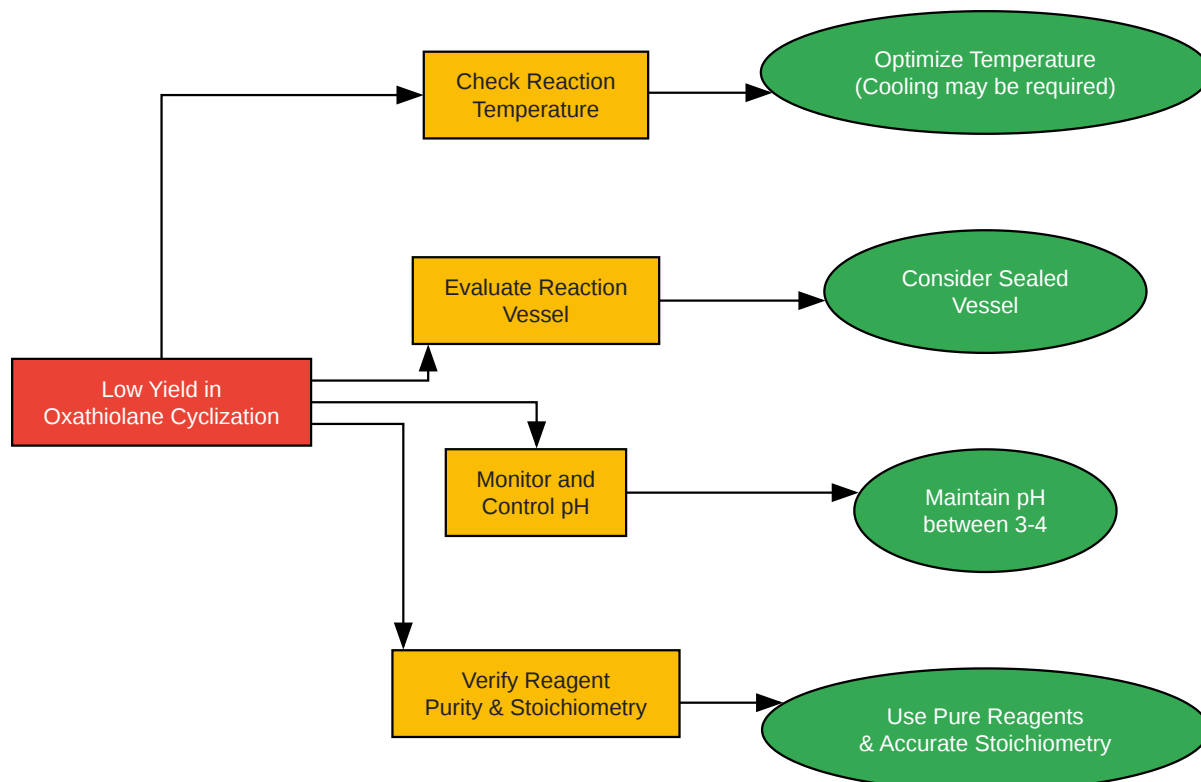 Check Reaction
Temperature
Optimize Temperature
(Cooling may be required)
Evaluate Reaction
Vessel
Consider Sealed
Vessel
Low Yield in
Oxathiolane Cyclization
Monitor and
Control pH
Maintain pH
between 3-4
Verify Reagent
Purity & Stoichiometry
Use Pure Reagents
& Accurate Stoichiometry